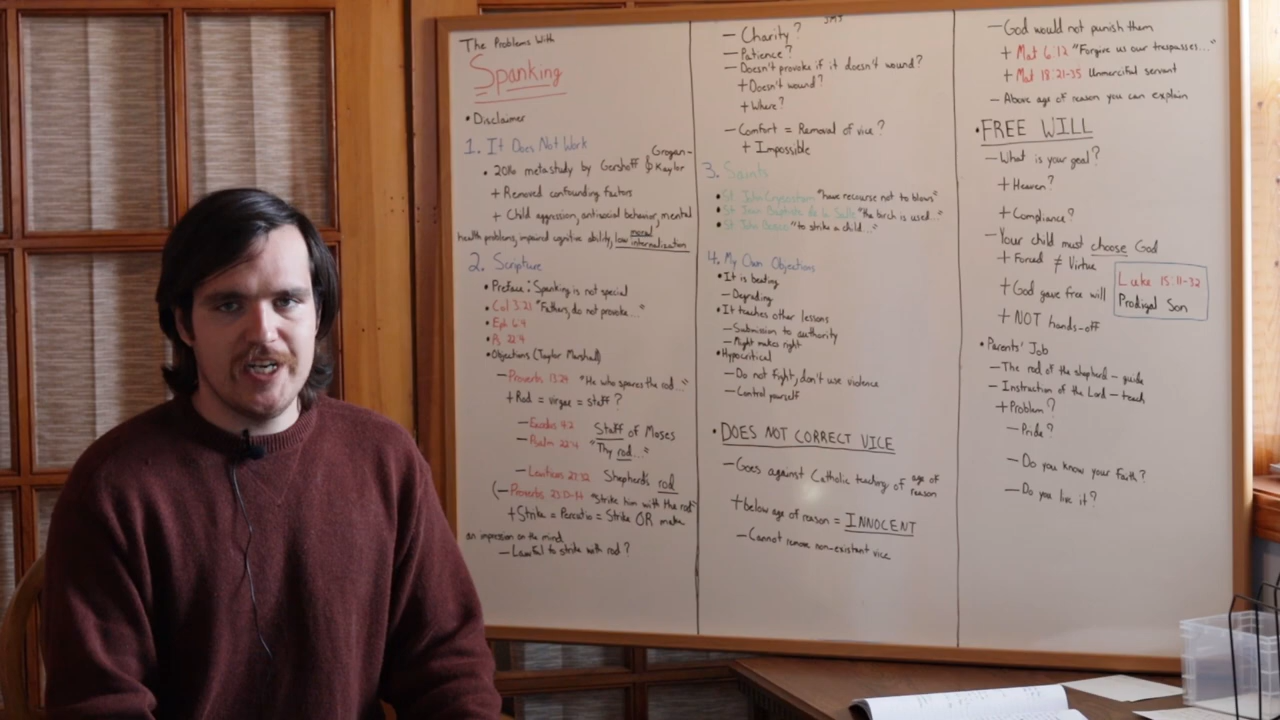 The Problems With
Spanking
• Disclaimer
1. It Does Not Work
• 2016 metastudy by Gershoff & Grogan-Kaylor
+ Removed confounding factors
+ Child aggression, antisocial behavior, mental
health problems, impaired cognitive ability, low moral internalization
2. Scripture
• Preface: Spanking is not special
• Col 3:21 "Fathers, do not provoke..."
• Eph 6:4
• Ps 22:4
• Objections (Taylor Marshall)
– Proverbs 13:24 "He who spares the rod..."
+ Rod = virgae = staff?
– Exodus 4:2 Staff of Moses
– Psalm 22:4 "Thy rod..."
– Leviticus 27:32 Shepherd's rod
(– Proverbs 23:13-14 "Strike him with the rod"
+ Strike = Percutio = Strike OR make
an impression on the mind
– Lawful to strike with rod?
JMJ
– Charity?
– Patience?
– Doesn't provoke if it doesn't wound?
+ Doesn't wound?
+ Where?
– Comfort = Removal of vice?
+ Impossible
3. Saints
• St. John Chrysostom "have recourse not to blows"
• St Jean Baptiste de la Salle "the birch is used..."
• St John Bosco "to strike a child..."
4. My Own Objections
• It is beating
– Degrading
• It teaches other lessons
– Submission to authority
– Might makes right
• Hypocritical
– Do not fight, don't use violence
– Control yourself
• DOES NOT CORRECT VICE
– Goes against Catholic teaching of age of reason
+ below age of reason = INNOCENT
– Cannot remove non-existant vice
– God would not punish them
+ Mat 6:12 "Forgive us our trespasses..."
+ Mat 18:21-35 Unmerciful servant
– Above age of reason you can explain
• FREE WILL
– What is your goal?
+ Heaven?
+ Compliance?
– Your child must choose God
+ Forced ≠ Virtue
+ God gave free will
+ NOT hands-off
Luke 15:11-32
Prodigal Son
• Parents' Job
– The rod of the shepherd – guide
– Instruction of the Lord – teach
+ Problem?
– Pride?
– Do you know your Faith?
– Do you live it?